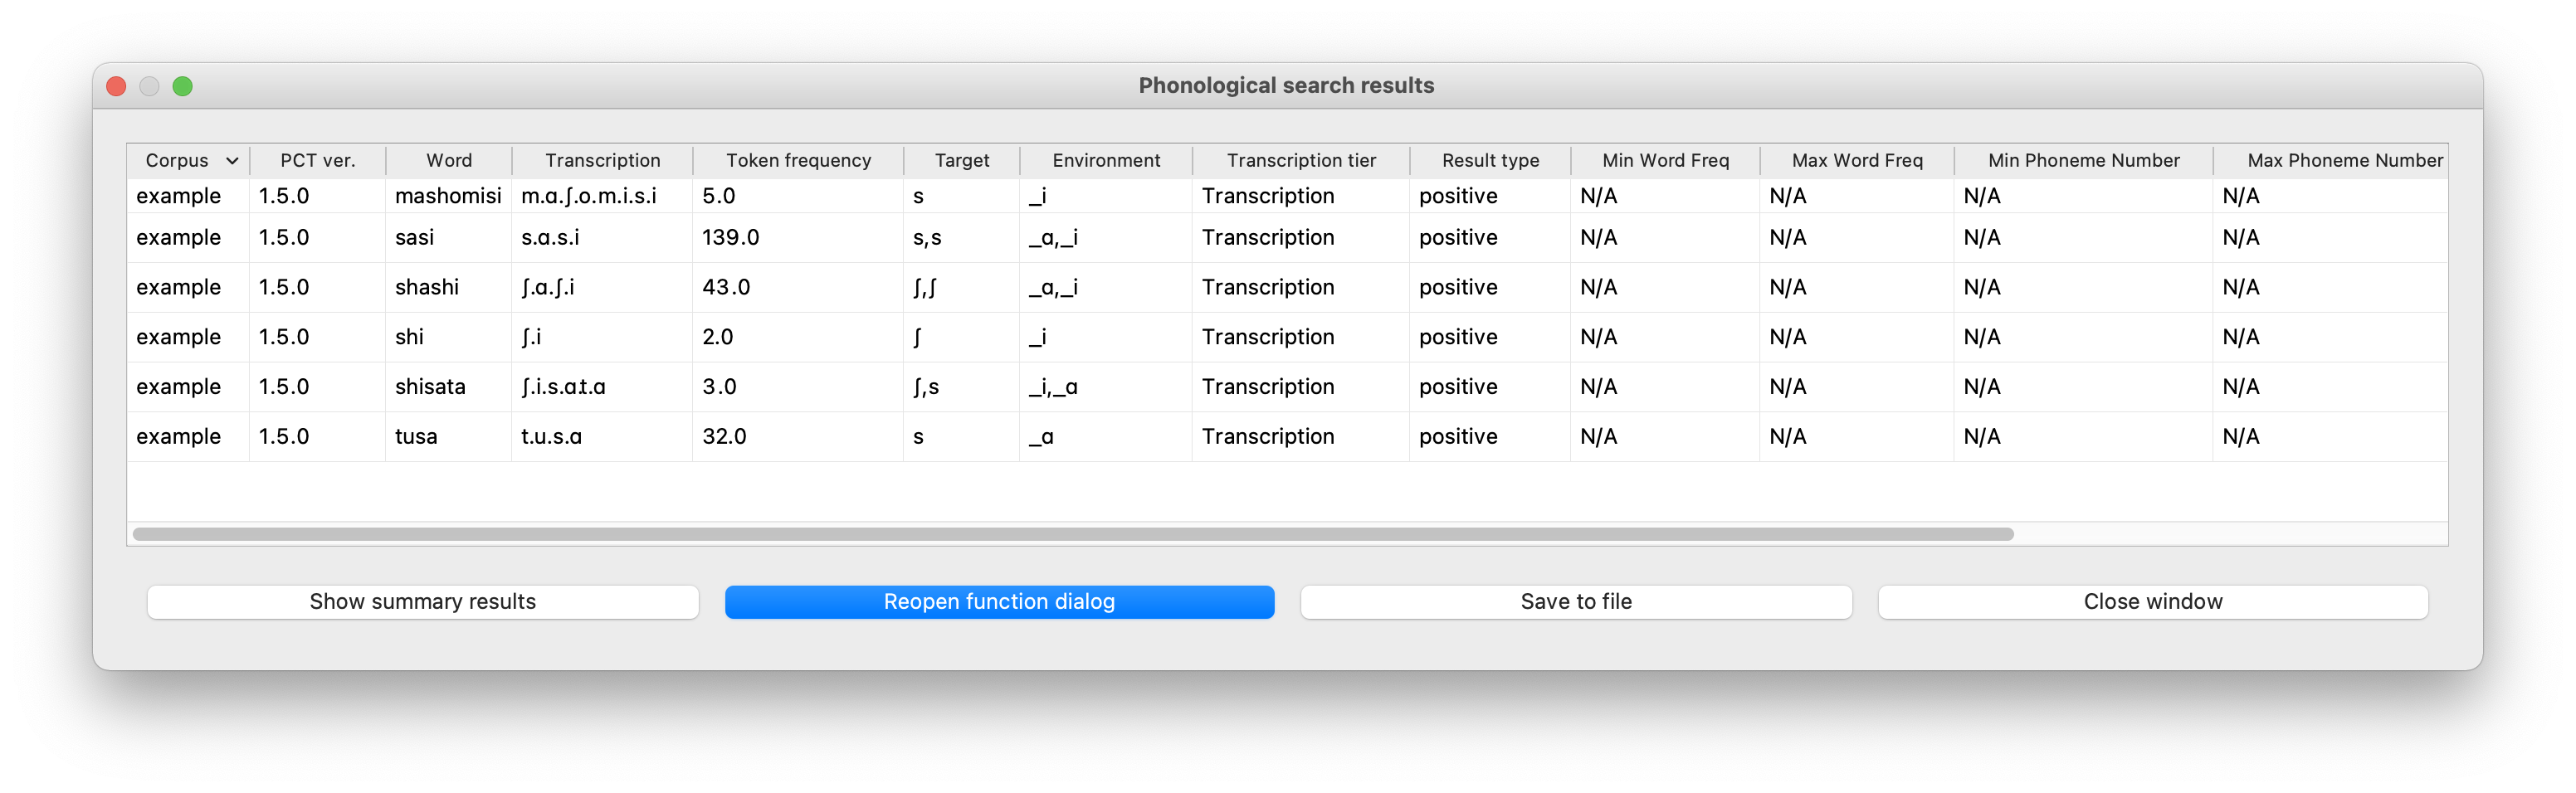 Phonological search results
Corpus PCT ver. Word Transcription Token frequency Target Environment Transcription tier Result type Min Word Freq Max Word Freq Min Phoneme Number Max Phoneme Number
example 1.5.0 mashomisi m.ɑ.ʃ.o.m.i.s.i 5.0 s _i Transcription positive N/A N/A N/A N/A
example 1.5.0 sasi s.ɑ.s.i 139.0 s,s _ɑ,_i Transcription positive N/A N/A N/A N/A
example 1.5.0 shashi ʃ.ɑ.ʃ.i 43.0 ʃ,ʃ _ɑ,_i Transcription positive N/A N/A N/A N/A
example 1.5.0 shi ʃ.i 2.0 ʃ _i Transcription positive N/A N/A N/A N/A
example 1.5.0 shisata ʃ.i.s.ɑ.t.ɑ 3.0 ʃ,s _i,_ɑ Transcription positive N/A N/A N/A N/A
example 1.5.0 tusa t.u.s.ɑ 32.0 s _ɑ Transcription positive N/A N/A N/A N/A
Show summary results Reopen function dialog Save to file Close window